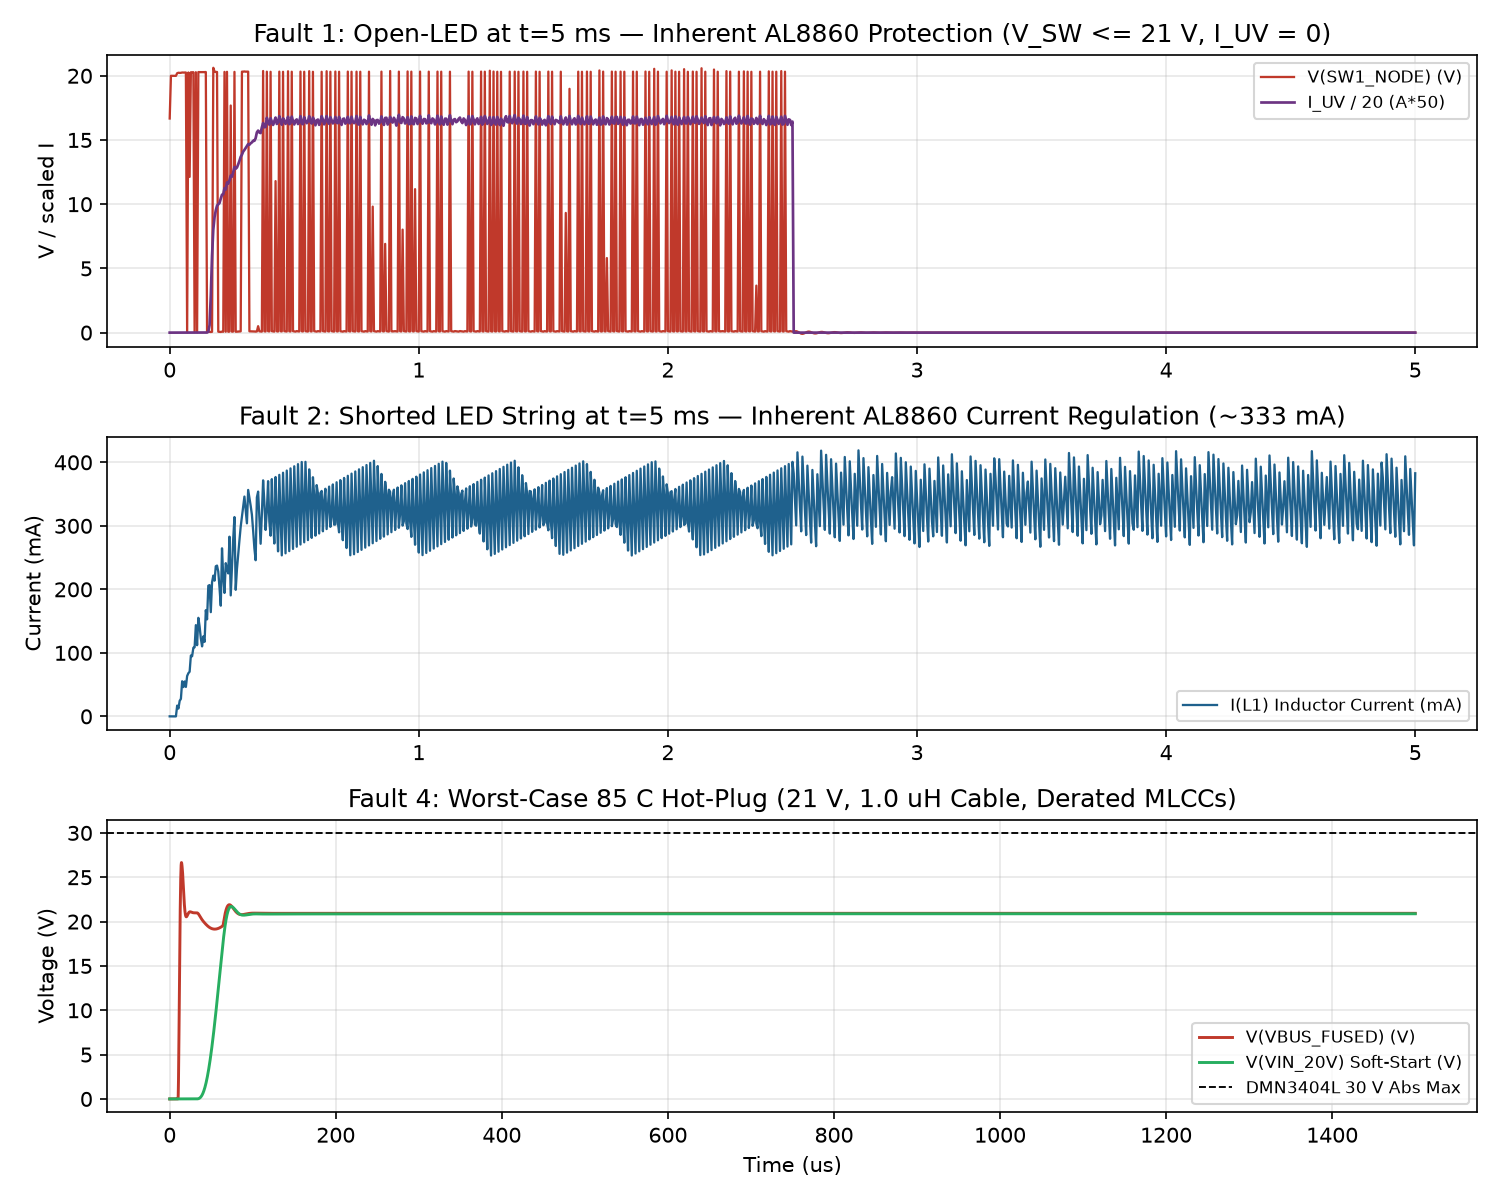 Fault 1: Open-LED at t=5 ms — Inherent AL8860 Protection (V_SW <= 21 V, I_UV = 0)
V / scaled I
20
15
10
5
0
V(SW1_NODE) (V)
I_UV / 20 (A*50)
0 1 2 3 4 5
Fault 2: Shorted LED String at t=5 ms — Inherent AL8860 Current Regulation (~333 mA)
Current (mA)
400
300
200
100
0
I(L1) Inductor Current (mA)
0 1 2 3 4 5
Fault 4: Worst-Case 85 C Hot-Plug (21 V, 1.0 uH Cable, Derated MLCCs)
Voltage (V)
30
25
20
15
10
5
0
V(VBUS_FUSED) (V)
V(VIN_20V) Soft-Start (V)
DMN3404L 30 V Abs Max
0 200 400 600 800 1000 1200 1400
Time (us)